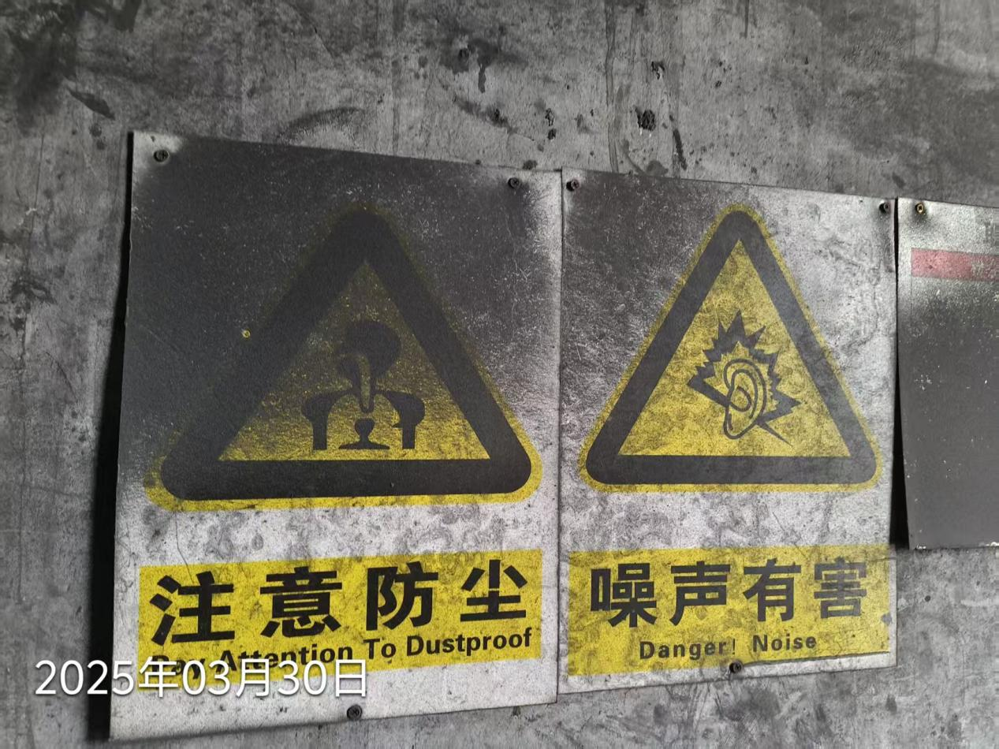 注意防尘
Pay Attention To Dustproof
噪声有害
Danger! Noise
2025年03月30日